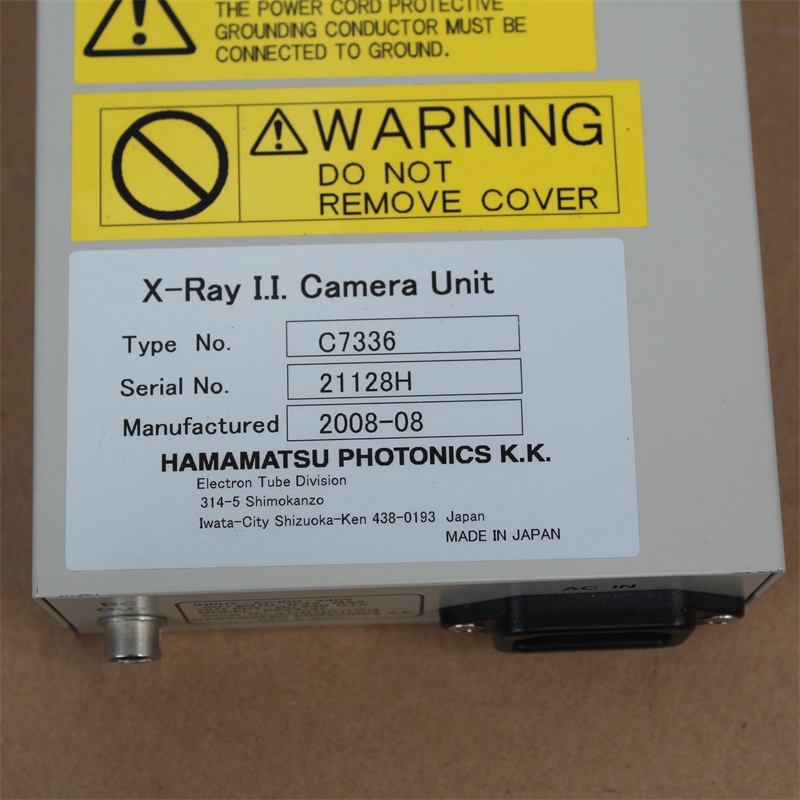 THE POWER CORD PROTECTIVE
GROUNDING CONDUCTOR MUST BE
CONNECTED TO GROUND.
WARNING
DO NOT
REMOVE COVER
X-Ray I.I. Camera Unit
Type No. C7336
Serial No. 21128H
Manufactured 2008-08
HAMAMATSU PHOTONICS K.K.
Electron Tube Division
314-5 Shimokanzo
Iwata-City Shizuoka-Ken 438-0193 Japan
MADE IN JAPAN
AC IN